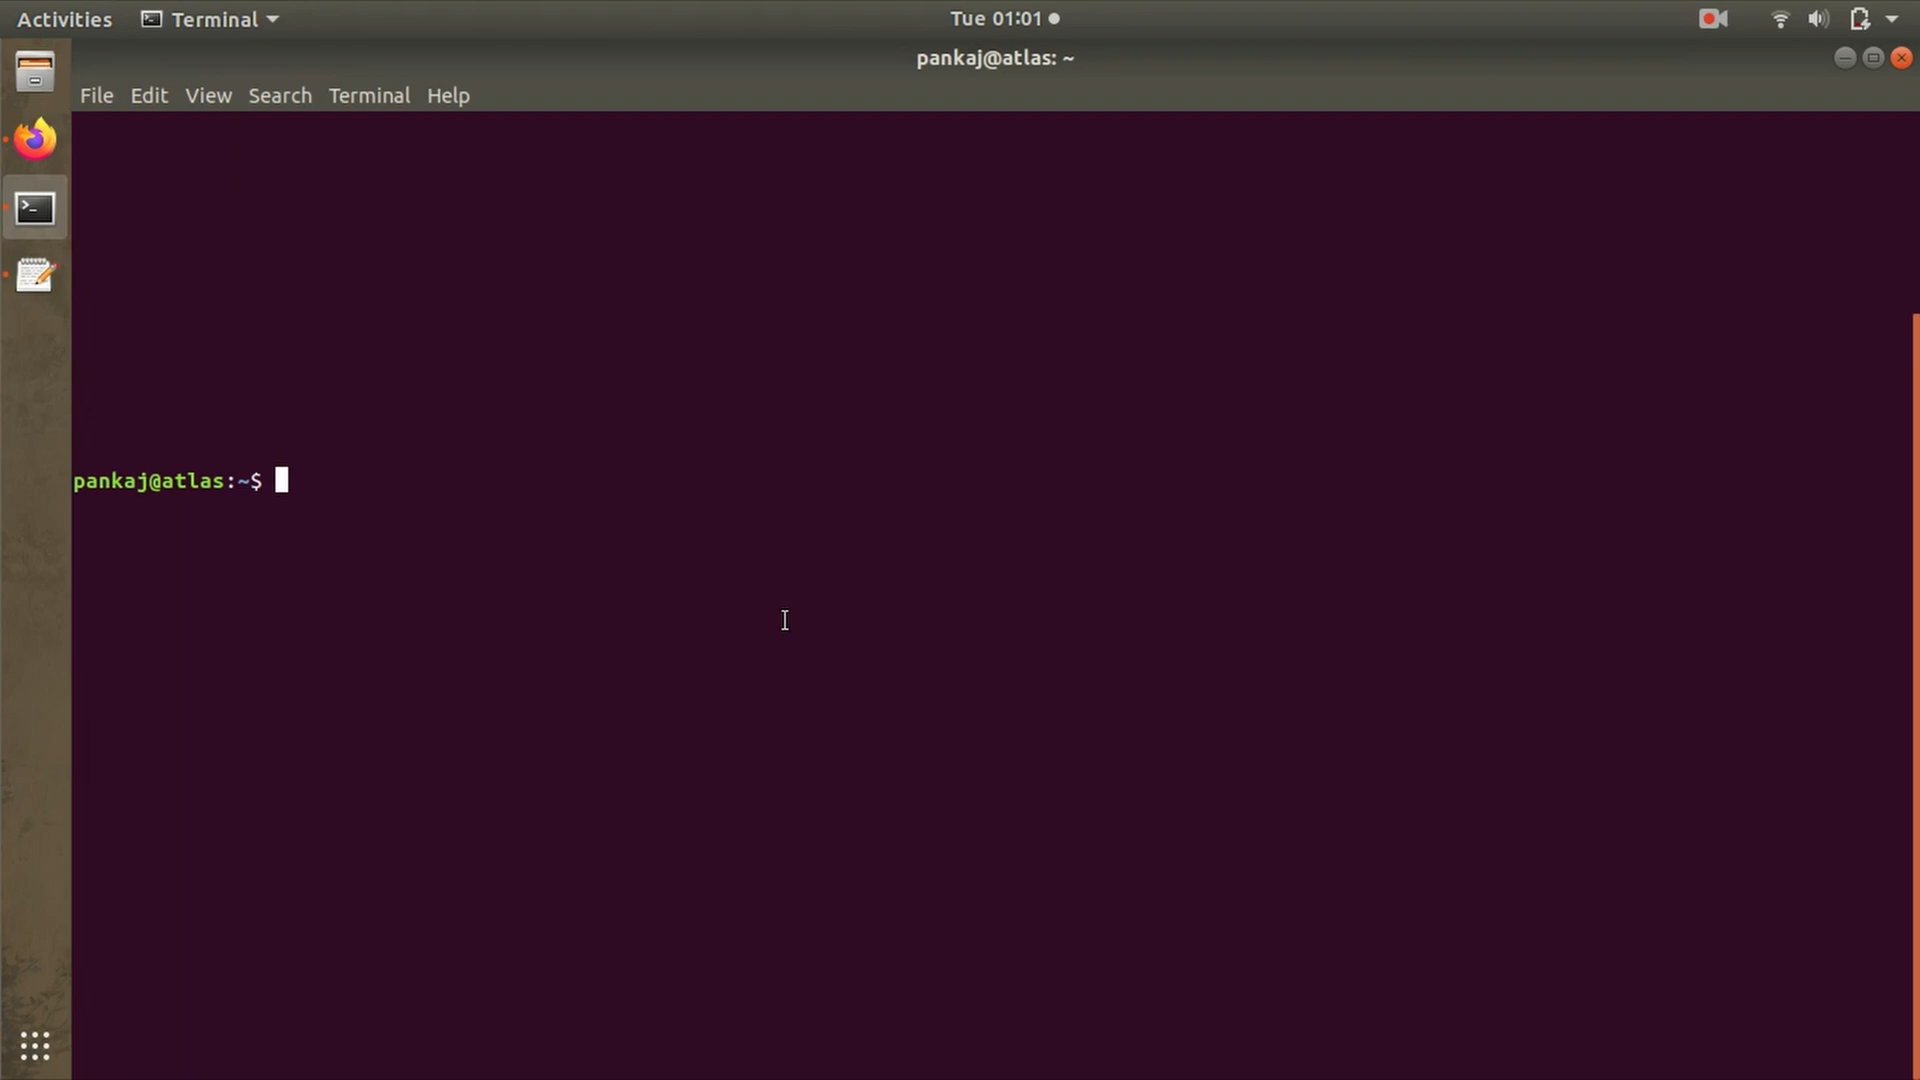 Activities Terminal Tue 01:01
pankaj@atlas: ~
File Edit View Search Terminal Help
pankaj@atlas:~$